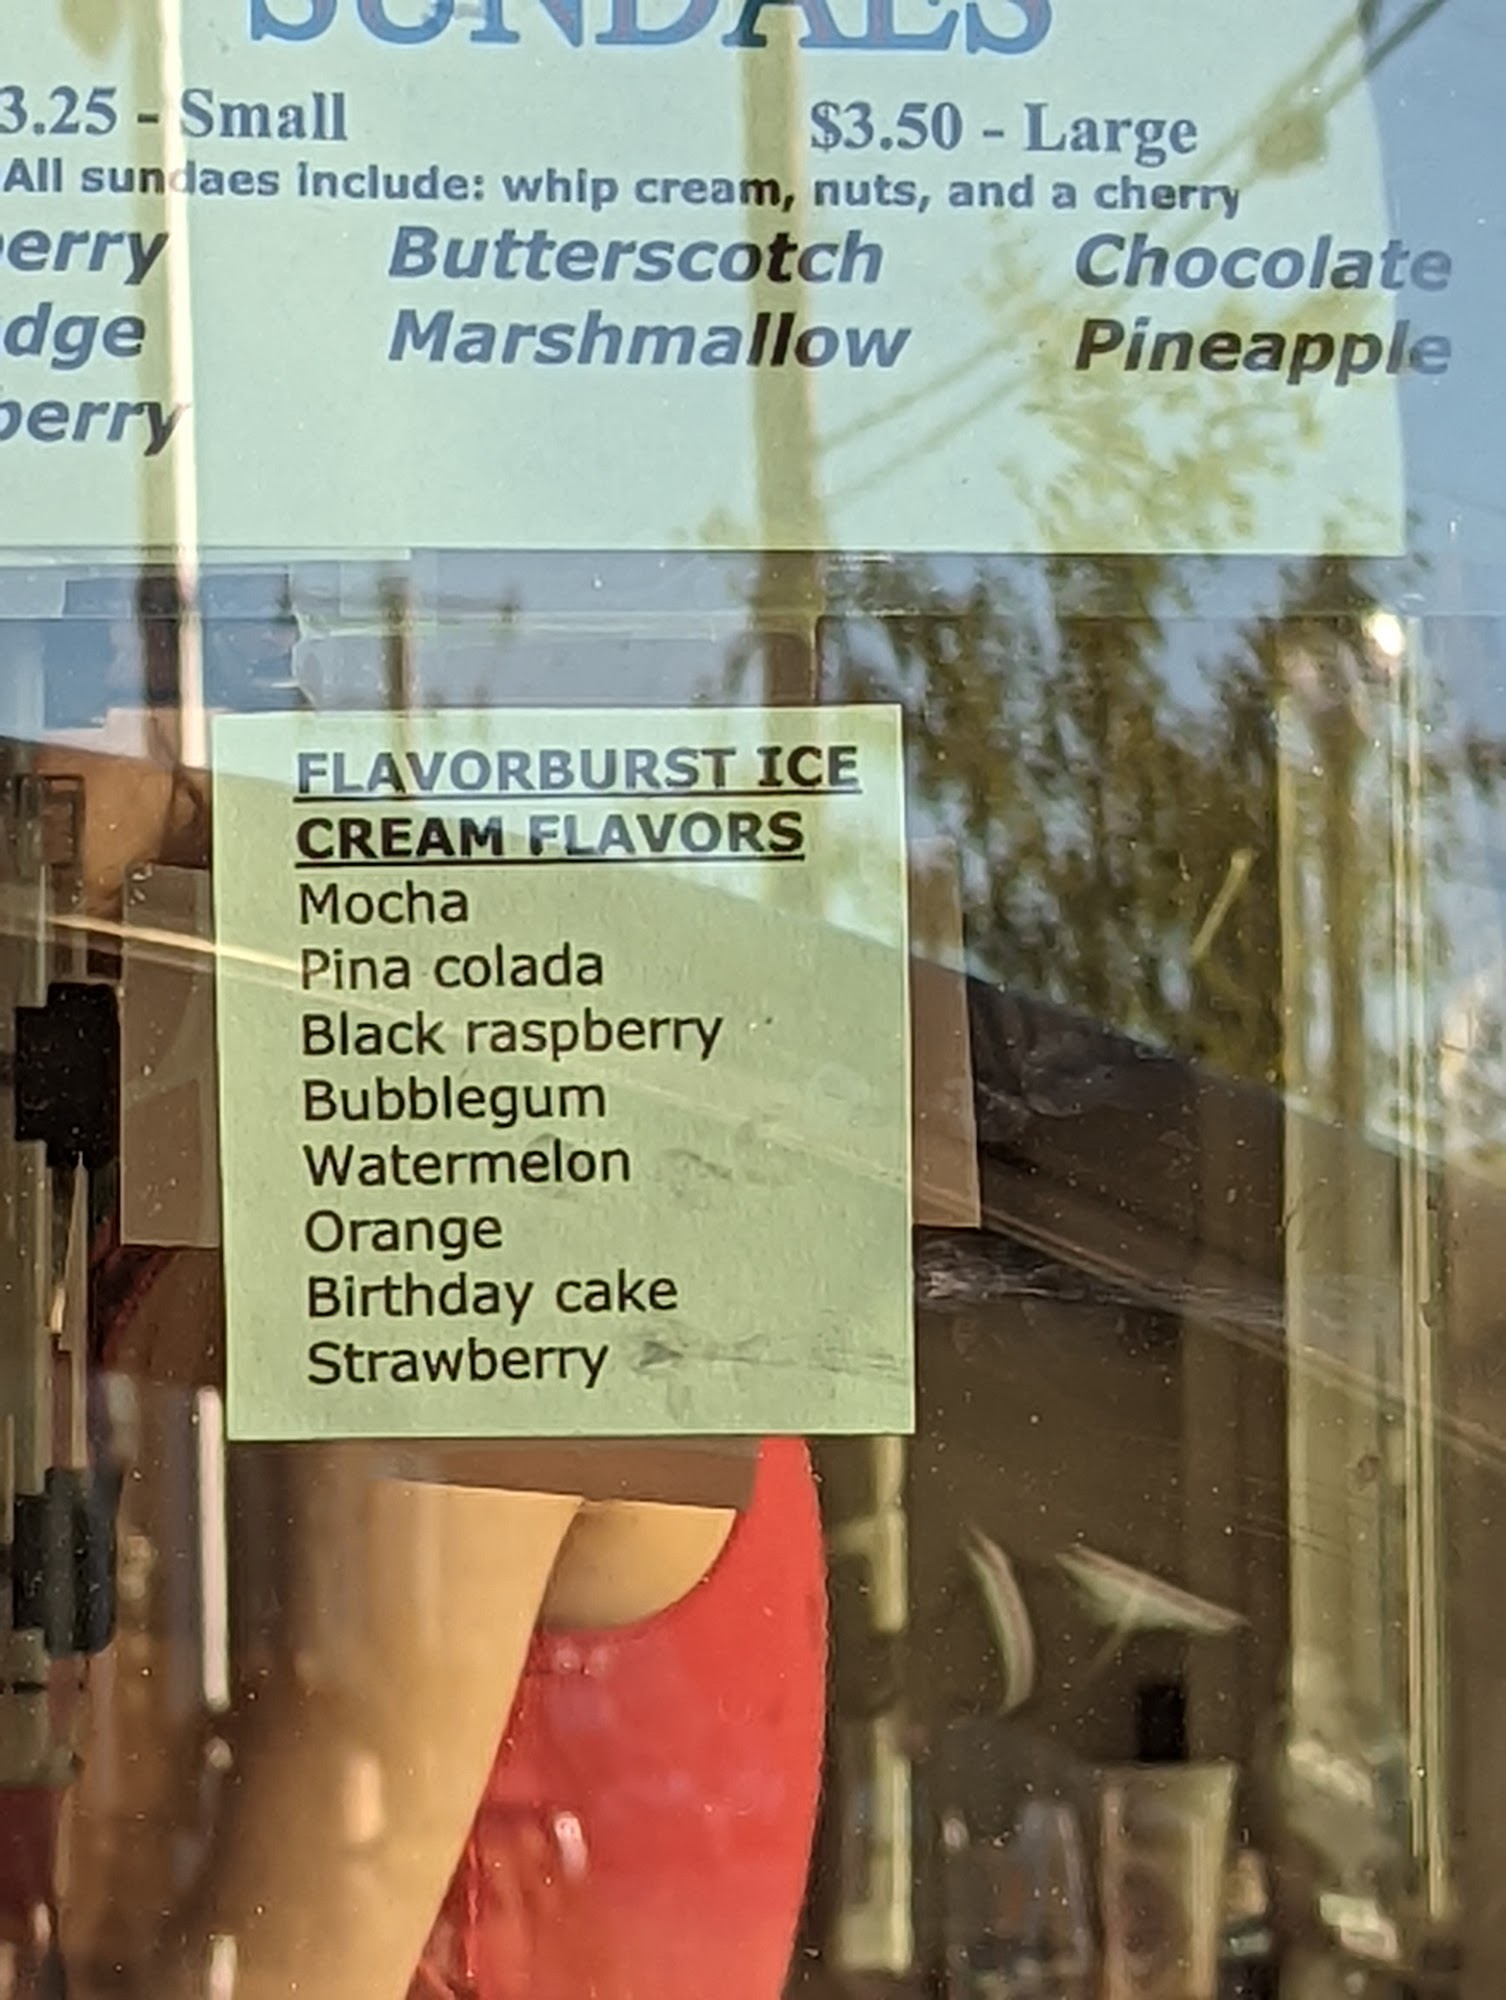 SUNDAES
3.25 - Small $3.50 - Large
All sundaes include: whip cream, nuts, and a cherry
erry Butterscotch Chocolate
dge Marshmallow Pineapple
berry
FLAVORBURST ICE
CREAM FLAVORS
Mocha
Pina colada
Black raspberry
Bubblegum
Watermelon
Orange
Birthday cake
Strawberry